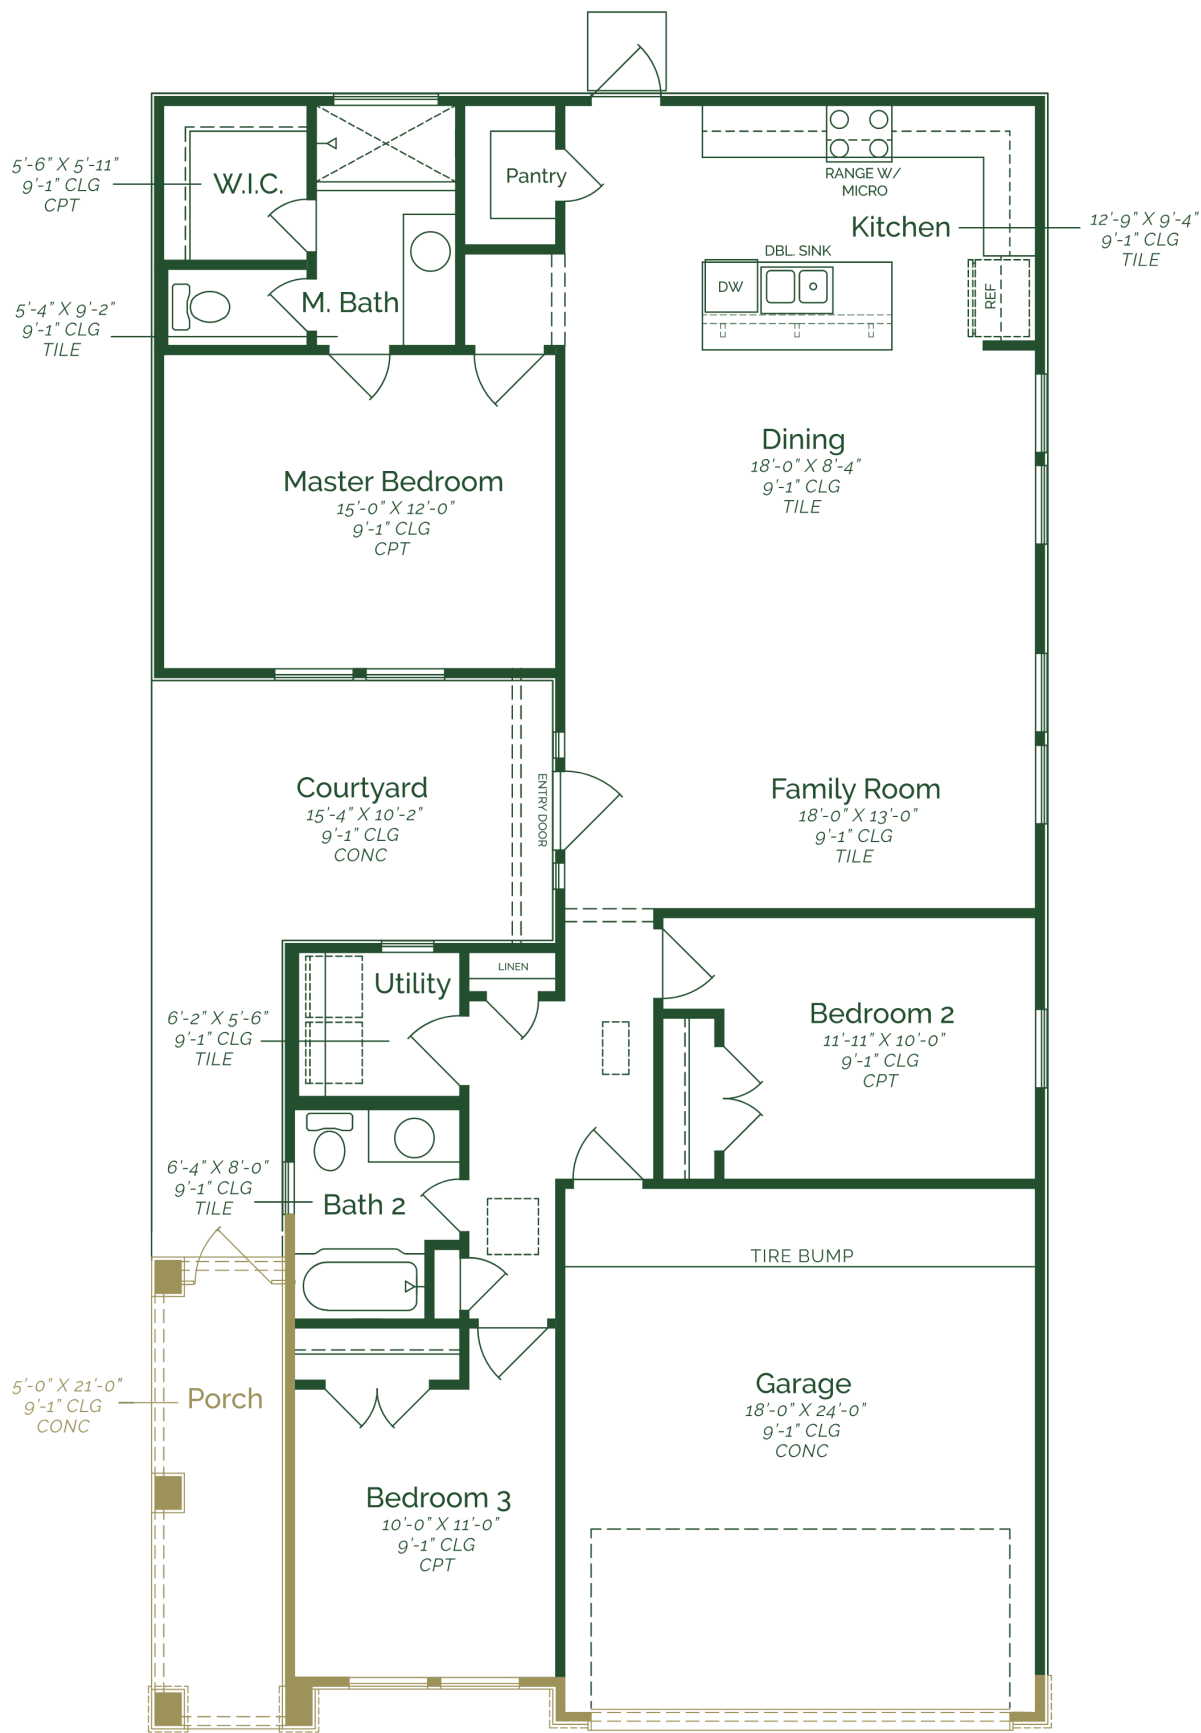 5'-6" X 5'-11"
9'-1" CLG
CPT
W.I.C.
Pantry
RANGE W/
MICRO
Kitchen
12'-9" X 9'-4"
9'-1" CLG
TILE
DBL. SINK
DW
REF
5'-4" X 9'-2"
9'-1" CLG
TILE
M. Bath
Dining
18'-0" X 8'-4"
9'-1" CLG
TILE
Master Bedroom
15'-0" X 12'-0"
9'-1" CLG
CPT
Courtyard
15'-4" X 10'-2"
9'-1" CLG
CONC
ENTRY DOOR
Family Room
18'-0" X 13'-0"
9'-1" CLG
TILE
LINEN
Utility
6'-2" X 5'-6"
9'-1" CLG
TILE
Bedroom 2
11'-11" X 10'-0"
9'-1" CLG
CPT
6'-4" X 8'-0"
9'-1" CLG
TILE
Bath 2
TIRE BUMP
5'-0" X 21'-0"
9'-1" CLG
CONC
Porch
Garage
18'-0" X 24'-0"
9'-1" CLG
CONC
Bedroom 3
10'-0" X 11'-0"
9'-1" CLG
CPT